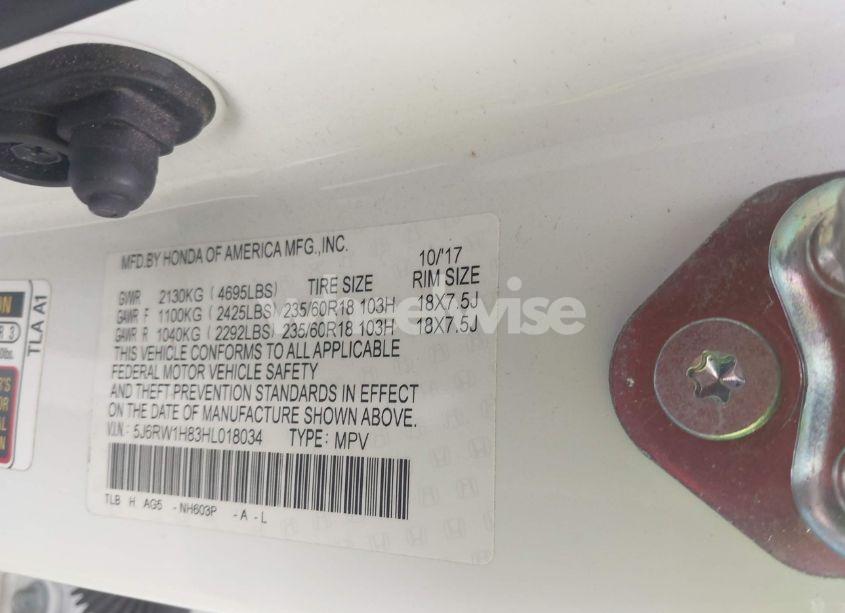 MFD.BY HONDA OF AMERICA MFG.,INC. 10/'17
GVWR 2130KG (4695LBS) TIRE SIZE RIM SIZE
GAWR F 1100KG (2425LBS) 235/60R18 103H 18X7.5J
GAWR R 1040KG (2292LBS) 235/60R18 103H 18X7.5J
THIS VEHICLE CONFORMS TO ALL APPLICABLE
FEDERAL MOTOR VEHICLE SAFETY
AND THEFT PREVENTION STANDARDS IN EFFECT
ON THE DATE OF MANUFACTURE SHOWN ABOVE.
V.I.N.: 5J6RW1H83HL018034 TYPE: MPV
TLB H AG5 - NH603P - A - L
TLA A1